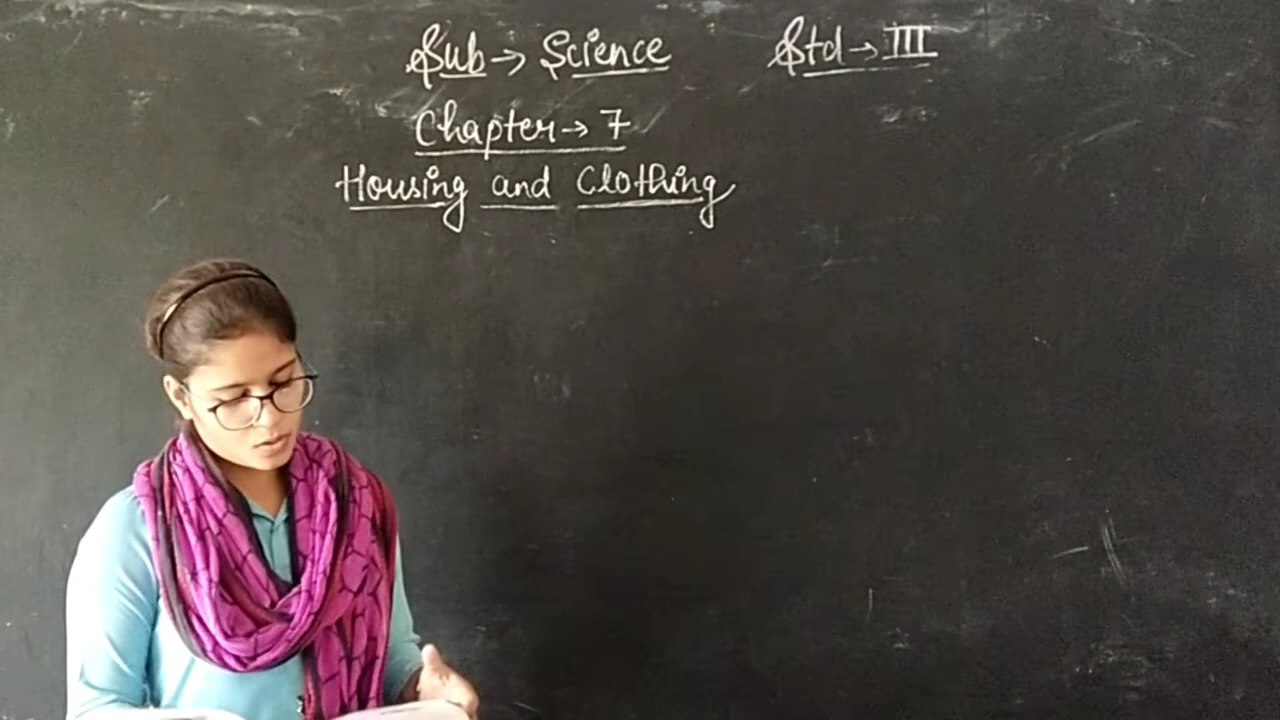 Sub → Science Std → III
Chapter → 7
Housing and Clothing